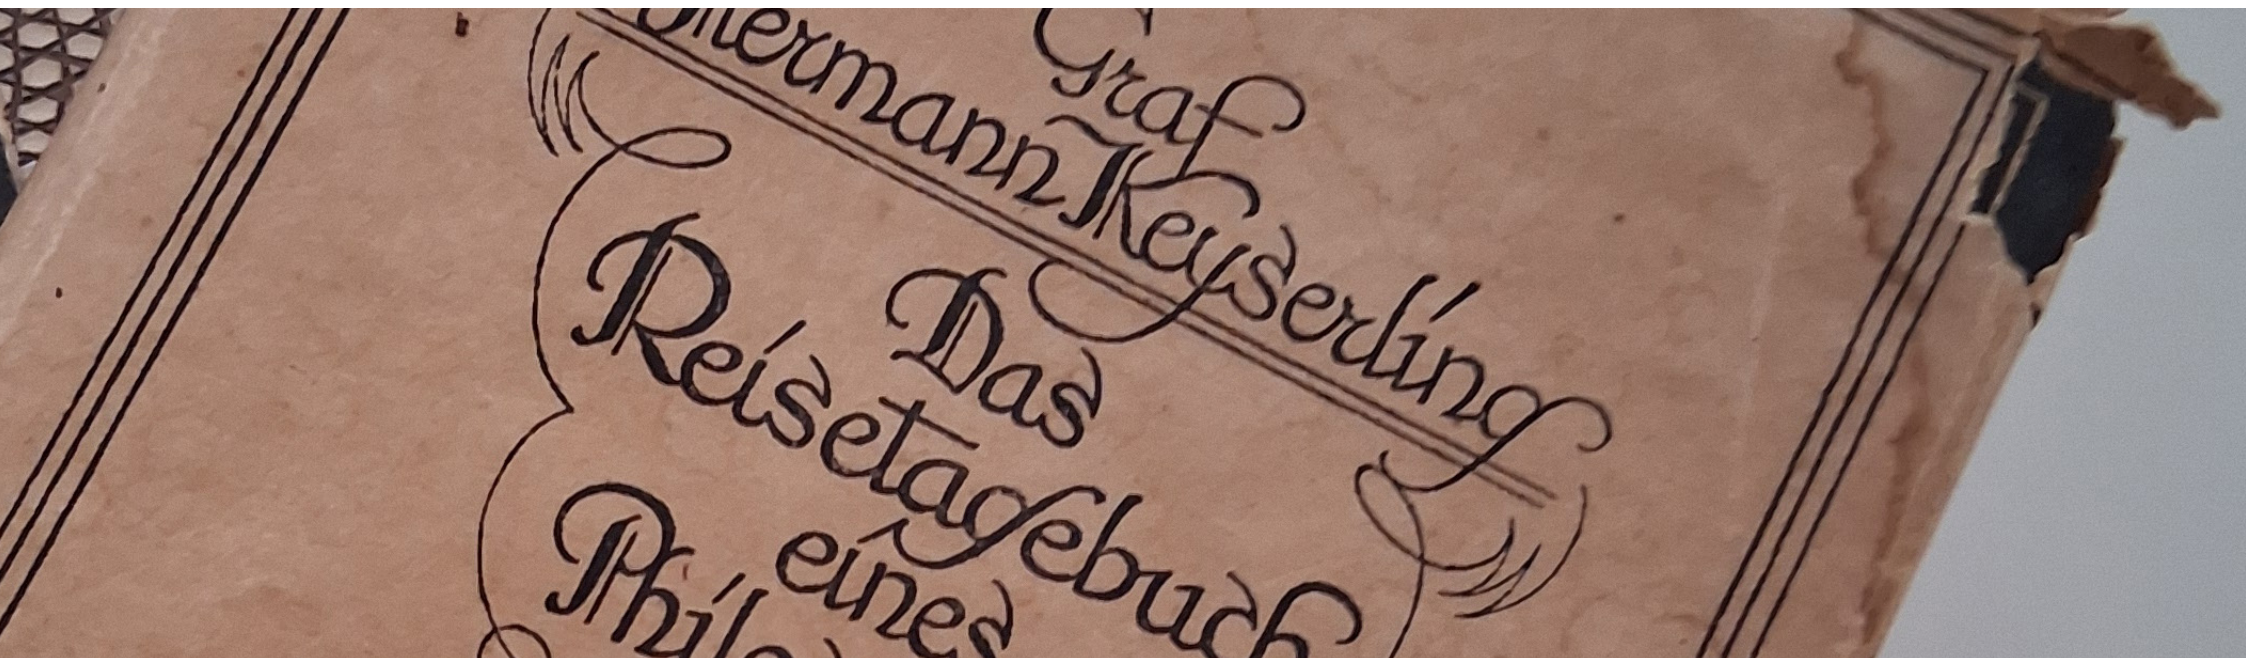 Graf
Hermann Keyserling
Das
Reisetagebuch
eines